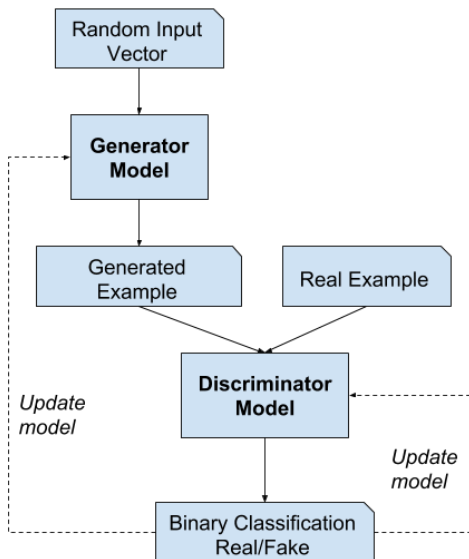 Random Input
Vector
Generator
Model
Generated
Example
Real Example
Discriminator
Model
Update
model
Update
model
Binary Classification
Real/Fake